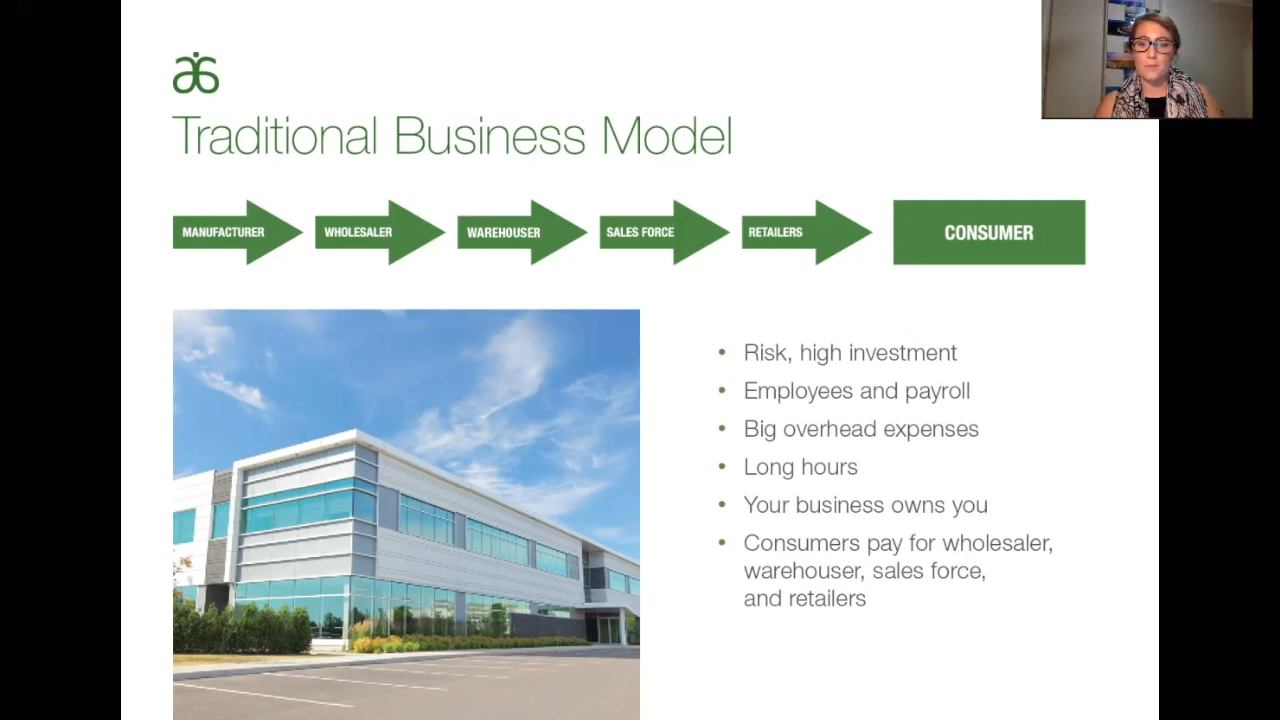 Traditional Business Model
MANUFACTURER
WHOLESALER
WAREHOUSER
SALES FORCE
RETAILERS
CONSUMER
• Risk, high investment
• Employees and payroll
• Big overhead expenses
• Long hours
• Your business owns you
• Consumers pay for wholesaler,
warehouser, sales force,
and retailers